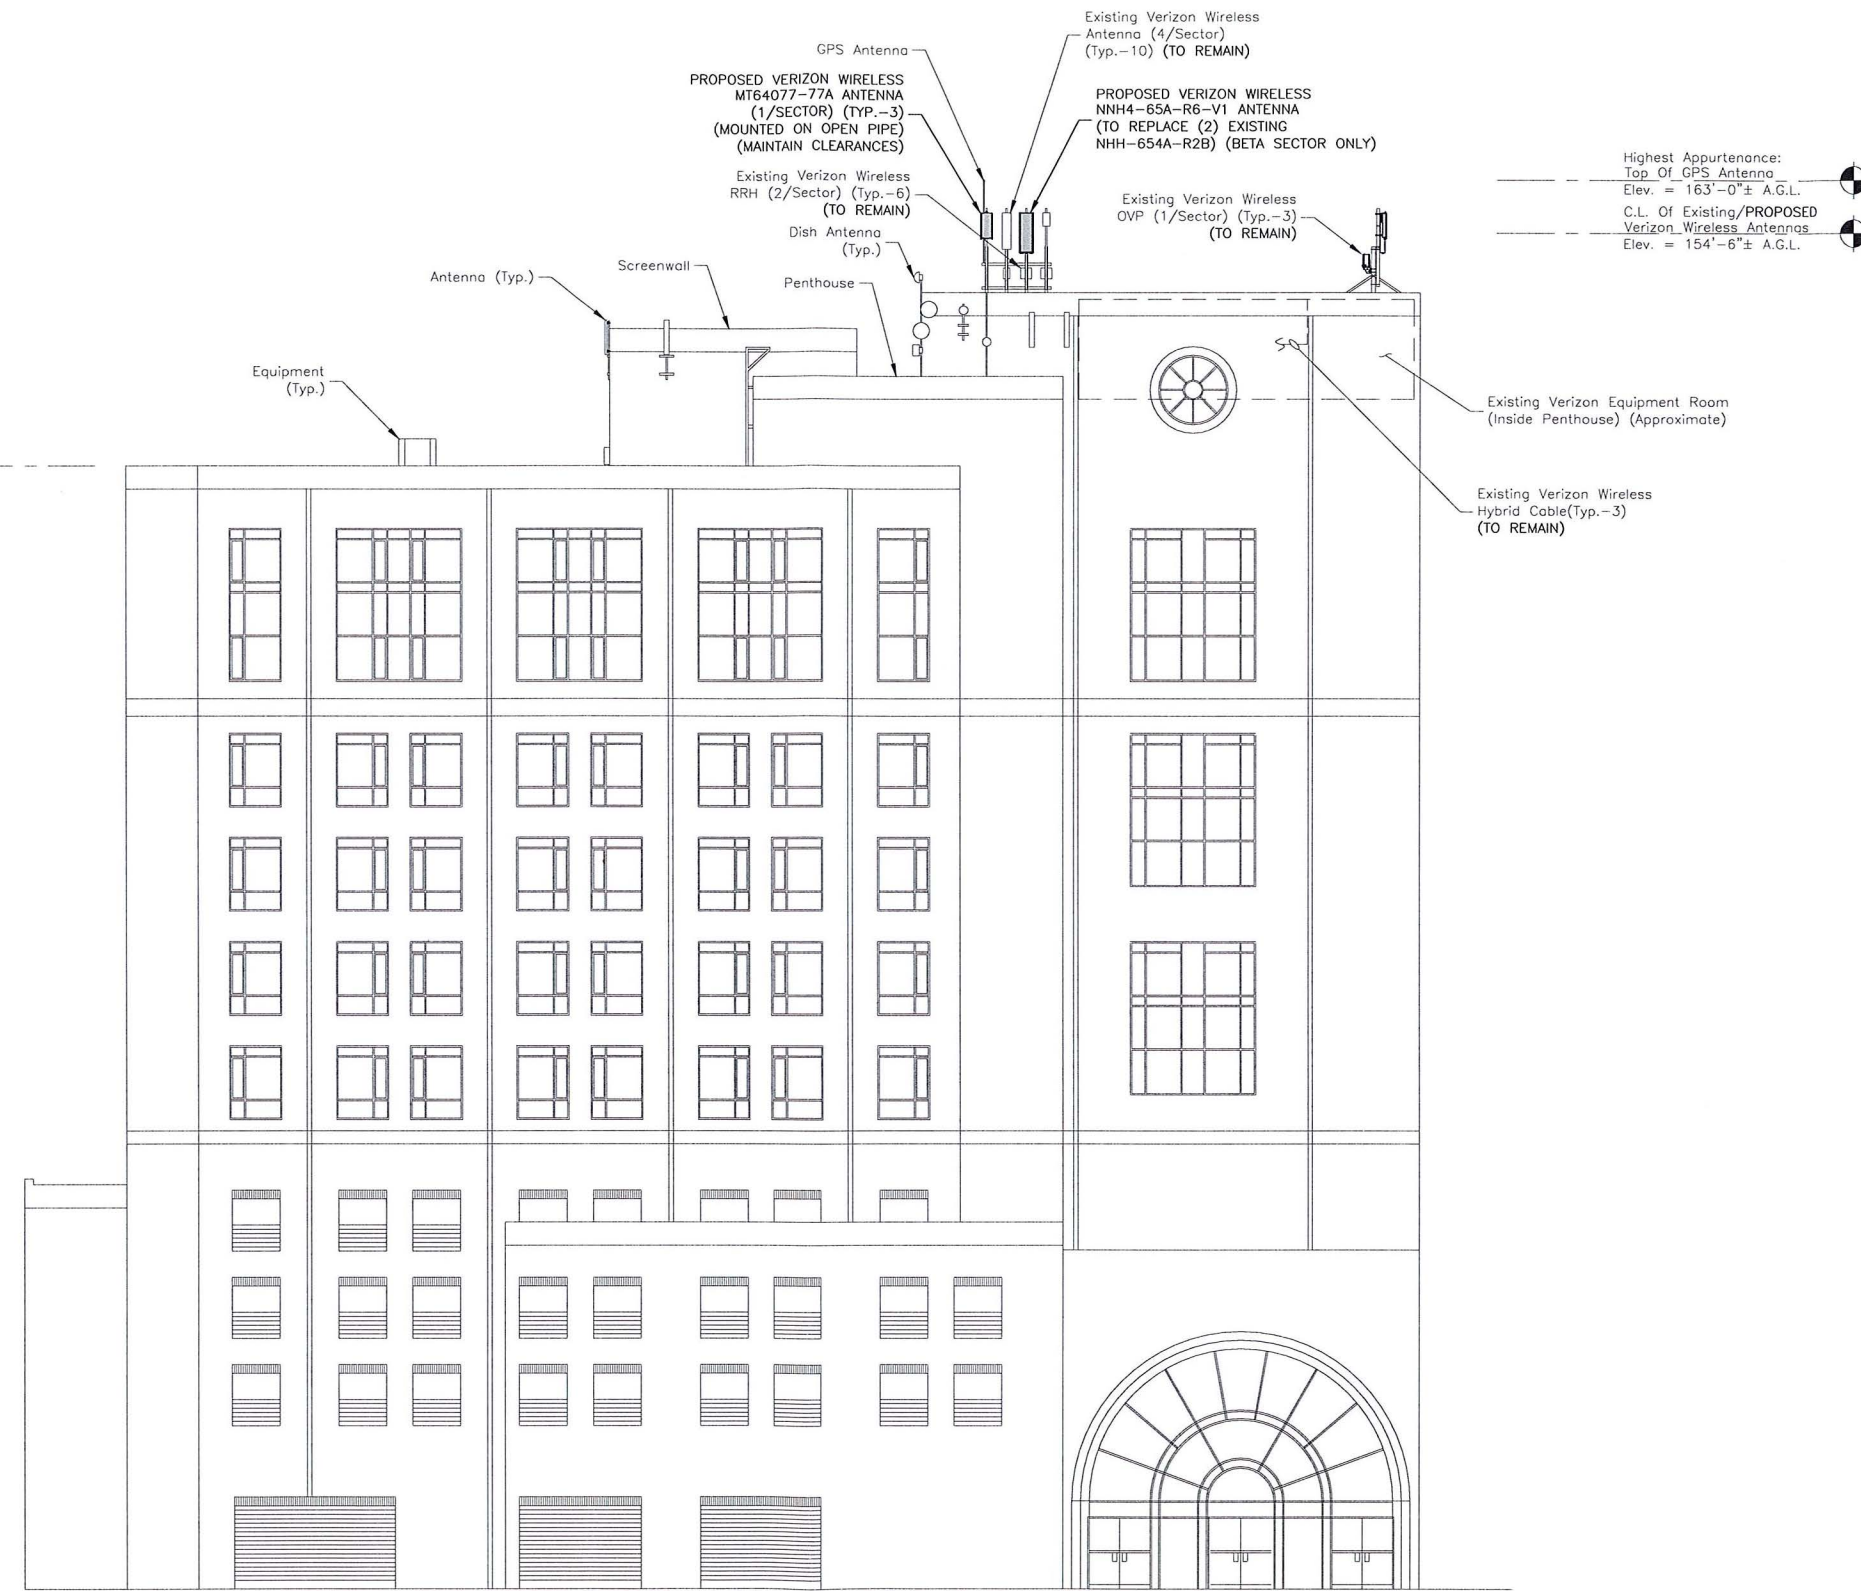 Existing Verizon Wireless
Antenna (4/Sector)
(Typ.-10) (TO REMAIN)
GPS Antenna
PROPOSED VERIZON WIRELESS
MT64077-77A ANTENNA
(1/SECTOR) (TYP.-3)
(MOUNTED ON OPEN PIPE)
(MAINTAIN CLEARANCES)
PROPOSED VERIZON WIRELESS
NNH4-65A-R6-V1 ANTENNA
(TO REPLACE (2) EXISTING
NHH-654A-R2B) (BETA SECTOR ONLY)
Existing Verizon Wireless
RRH (2/Sector) (Typ.-6)
(TO REMAIN)
Existing Verizon Wireless
OVP (1/Sector) (Typ.-3)
(TO REMAIN)
Highest Appurtenance:
Top Of GPS Antenna
Elev. = 163'-0"± A.G.L.
C.L. Of Existing/PROPOSED
Verizon Wireless Antennas
Elev. = 154'-6"± A.G.L.
Dish Antenna
(Typ.)
Screenwall
Antenna (Typ.)
Penthouse
Equipment
(Typ.)
Existing Verizon Equipment Room
(Inside Penthouse) (Approximate)
Existing Verizon Wireless
Hybrid Cable(Typ.-3)
(TO REMAIN)